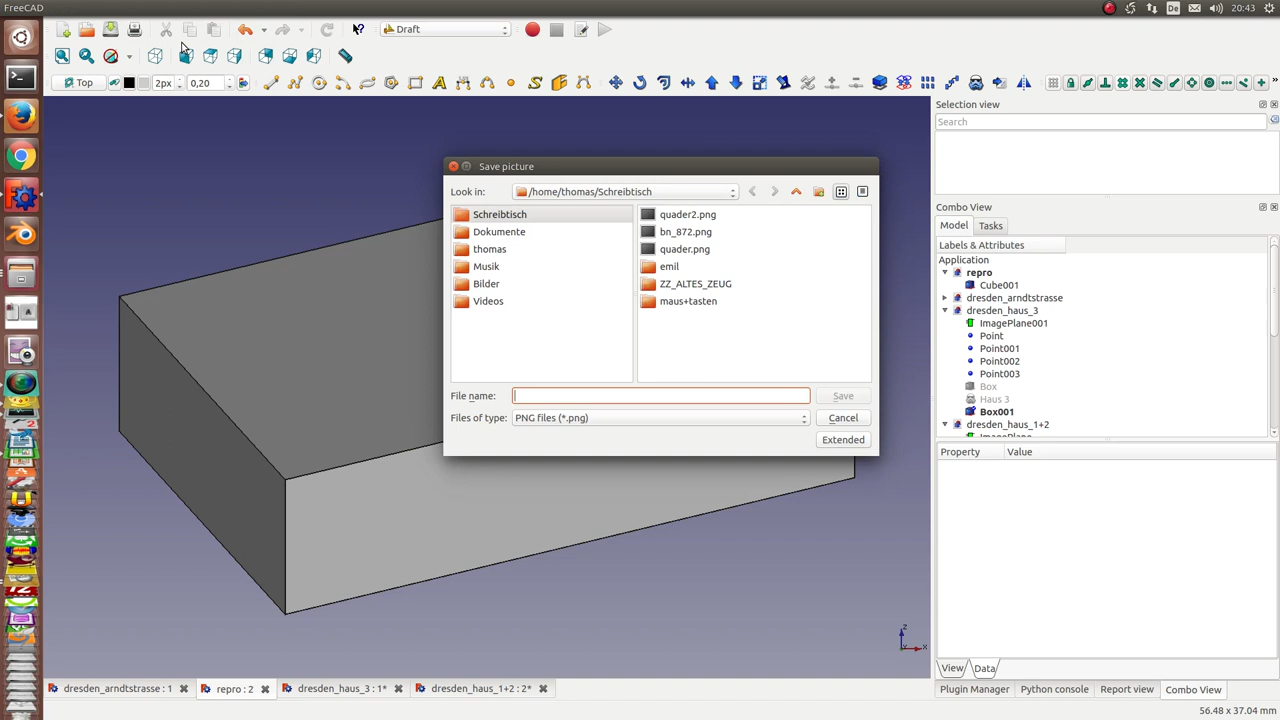 FreeCAD
De
20:43
Draft
Top
2px
0,20
Selection view
Search
Combo View
Model
Tasks
Labels & Attributes
Application
repro
Cube001
dresden_arndtstrasse
dresden_haus_3
ImagePlane001
Point
Point001
Point002
Point003
Box
Haus 3
Box001
dresden_haus_1+2
ImagePlane
Property
Value
View
Data
Save picture
Look in:
/home/thomas/Schreibtisch
Schreibtisch
Dokumente
thomas
Musik
Bilder
Videos
quader2.png
bn_872.png
quader.png
emil
ZZ_ALTES_ZEUG
maus+tasten
File name:
Save
Files of type:
PNG files (*.png)
Cancel
Extended
z
x
dresden_arndtstrasse : 1
repro : 2
dresden_haus_3 : 1*
dresden_haus_1+2 : 2*
Plugin Manager
Python console
Report view
Combo View
56.48 x 37.04 mm